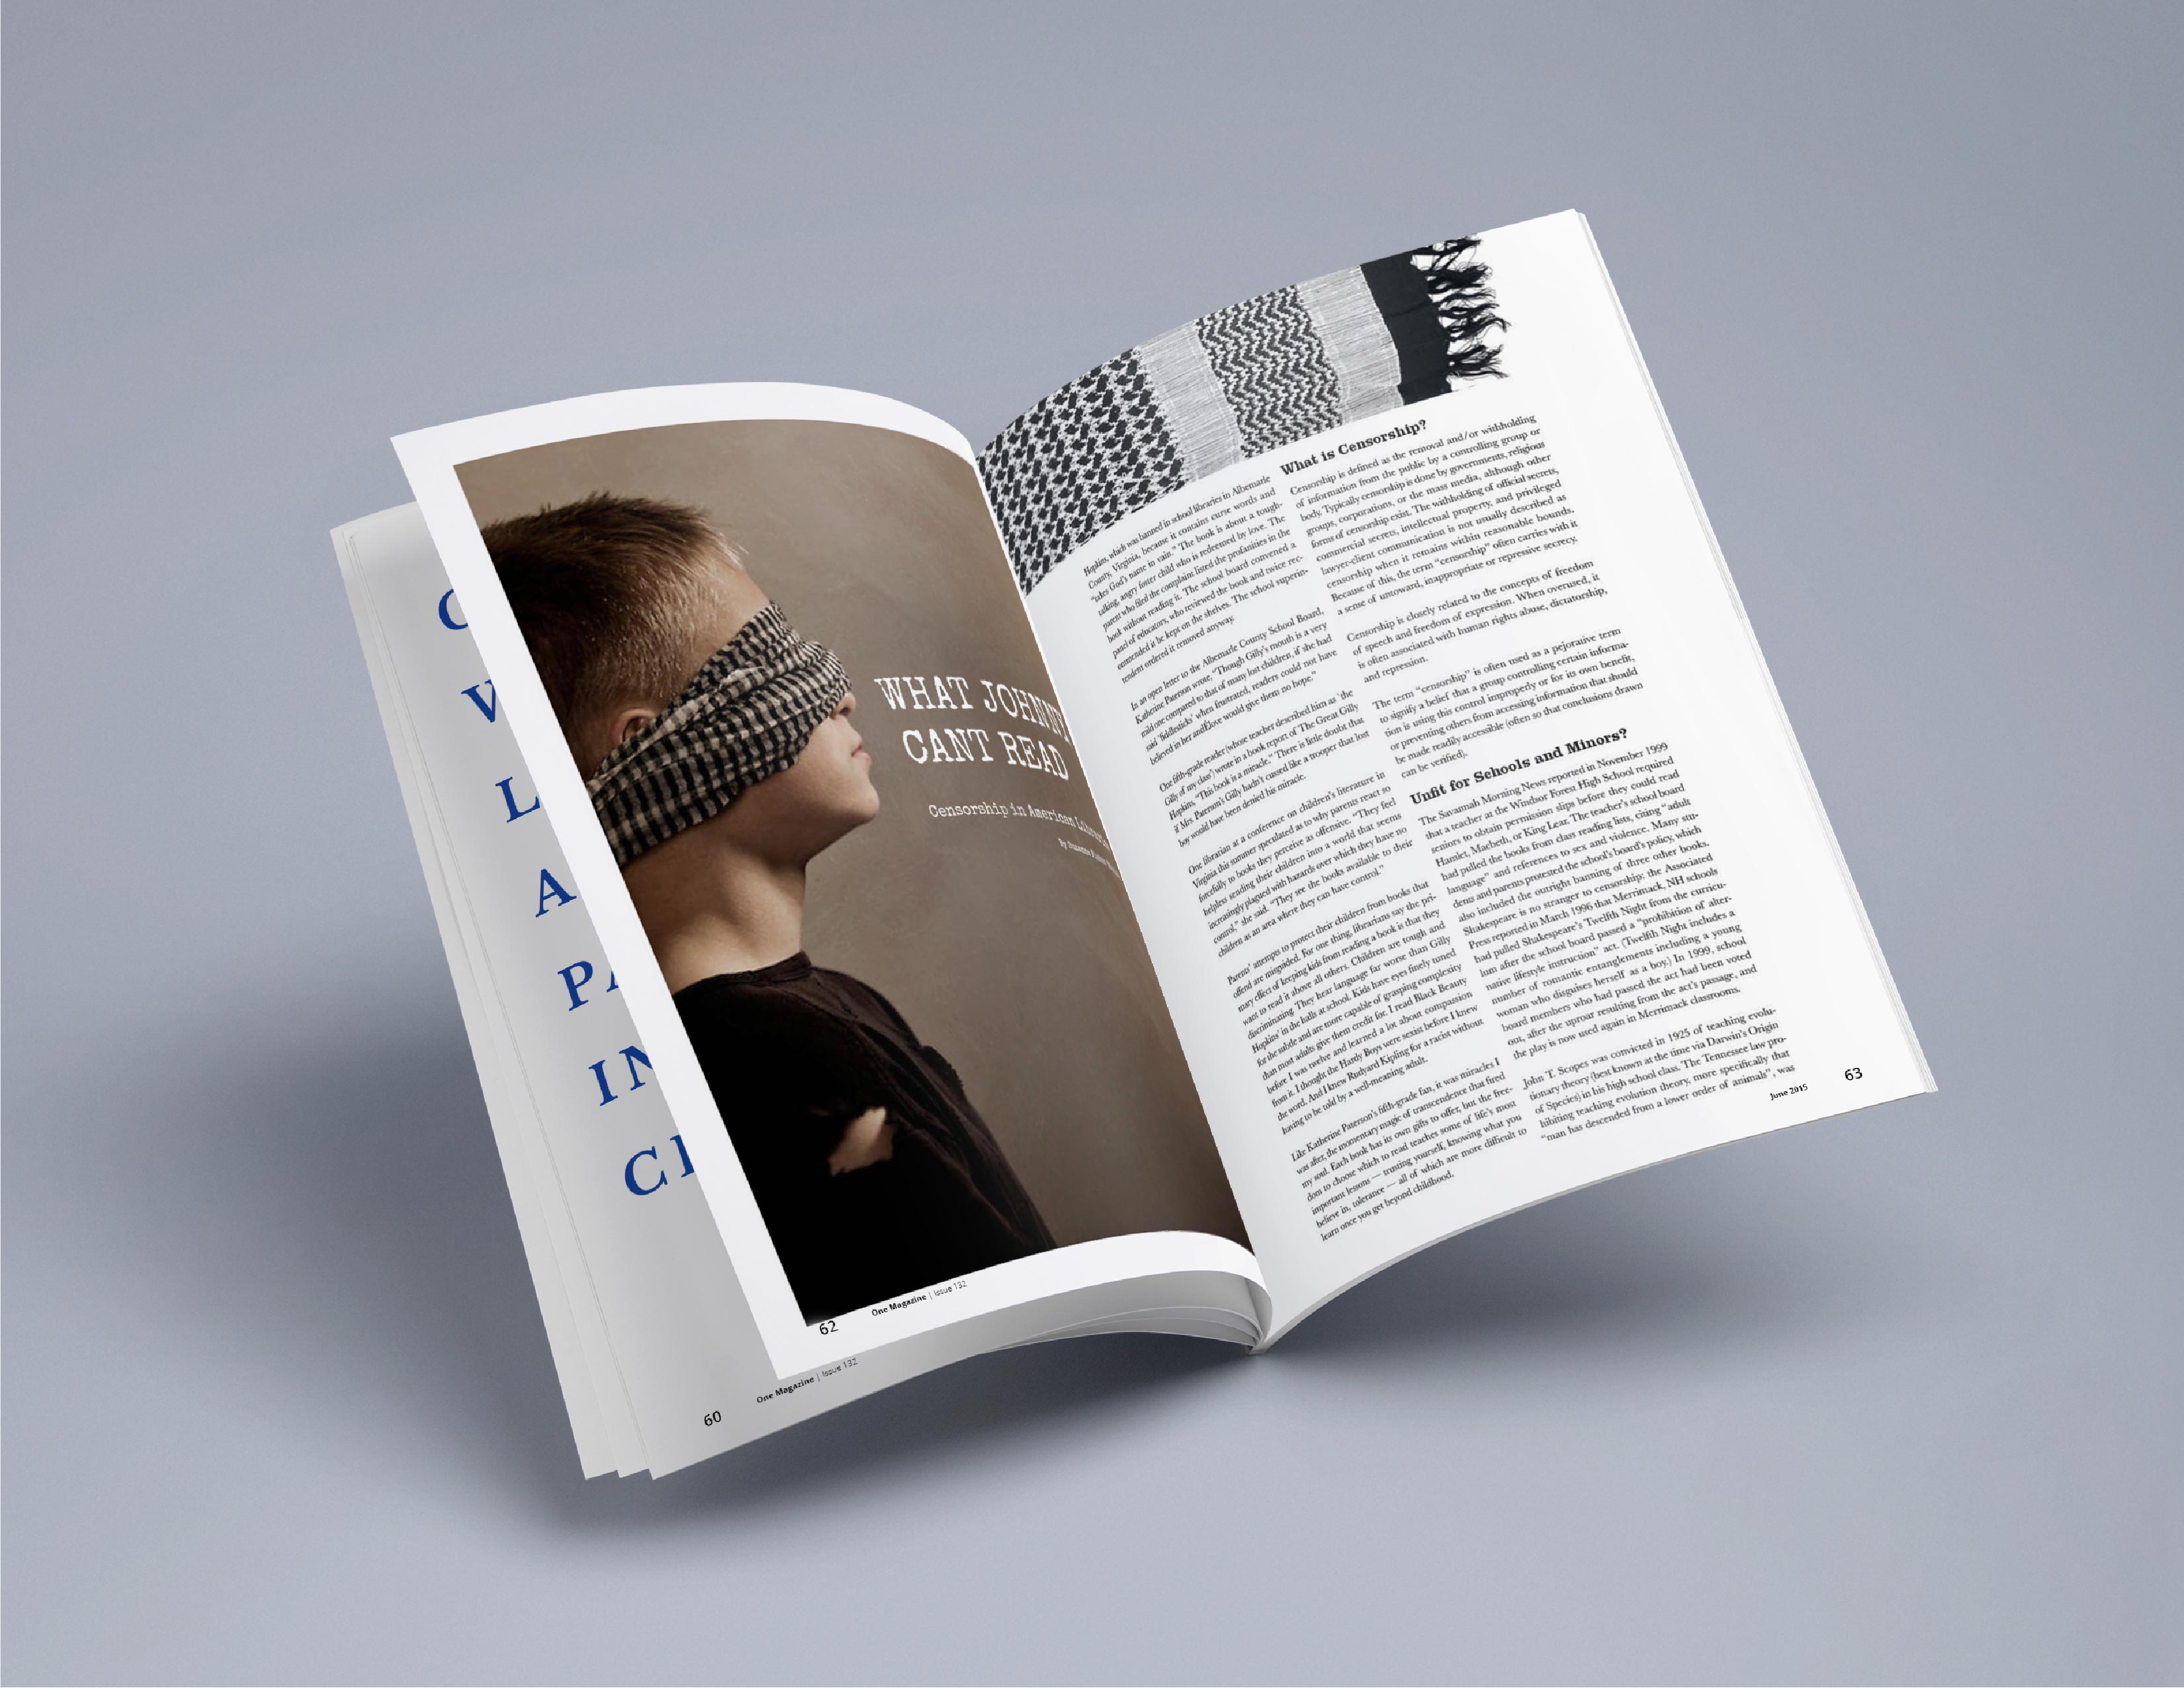 C
V
L
A
PA
IN
CI
60
One Magazine | Issue 132
WHAT JOHNNY
CANT READ
Censorship in American
62
One Magazine | Issue 132
Hopkins, which was banned in school libraries in Albemarle
County, Virginia, because it contains curse words and
"takes God's name in vain." The book is about a tough-
talking, angry foster child who is redeemed by love. The
parent who filed the complaint listed the profanities in the
book without reading it. The school board convened a
panel of educators, who reviewed the book and twice rec-
ommended it be kept on the shelves. The school superin-
tendent ordered it removed anyway.
In an open letter to the Albemarle County School Board,
Katherine Paterson wrote, "Though Gilly's mouth is a very
mild one compared to that of many lost children, if she had
said 'fiddlesticks' when frustrated, readers could not have
believed in her and love would give them no hope."
One fifth-grade reader (whose teacher described him as 'the
Gilly of my class') wrote in a book report of The Great Gilly
Hopkins, "This book is a miracle." There is little doubt that
if Mrs. Paterson's Gilly hadn't cussed like a trooper that lost
boy would have been denied his miracle.
One librarian at a conference on children's literature in
Virginia this summer speculated as to why parents react so
forcefully to books they perceive as offensive. "They feel
helpless sending their children into a world that seems
increasingly plagued with hazards over which they have no
control," she said. "They see the books available to their
children as an area where they can have control."
Parents' attempts to protect their children from books that
offend are misguided. For one thing, librarians say the pri-
mary effect of keeping kids from reading a book is that they
want to read it above all others. Children are tough and
discriminating. They hear language far worse than Gilly
Hopkins' in the halls at school. Kids have eyes finely tuned
for the subtle and are more capable of grasping complexity
than most adults give them credit for. I read Black Beauty
before I was twelve and learned a lot about compassion
from it. I thought the Hardy Boys were sexist before I knew
the word. And I knew Rudyard Kipling for a racist without
having to be told by a well-meaning adult.
Like Katherine Paterson's fifth-grade fan, it was miracles I
was after, the momentary magic of transcendence that fired
my soul. Each book has its own gifts to offer, but the free-
dom to choose which to read teaches some of life's most
important lessons — trusting yourself, knowing what you
believe in, tolerance — all of which are more difficult to
learn once you get beyond childhood.
What is Censorship?
Censorship is defined as the removal and/or withholding
of information from the public by a controlling group or
body. Typically censorship is done by governments, religious
groups, corporations, or the mass media, although other
forms of censorship exist. The withholding of official secrets,
commercial secrets, intellectual property, and privileged
lawyer-client communication is not usually described as
censorship when it remains within reasonable bounds.
Because of this, the term "censorship" often carries with it
a sense of untoward, inappropriate or repressive secrecy.
Censorship is closely related to the concepts of freedom
of speech and freedom of expression. When overused, it
is often associated with human rights abuse, dictatorship,
and repression.
The term "censorship" is often used as a pejorative term
to signify a belief that a group controlling certain informa-
tion is using this control improperly or for its own benefit,
or preventing others from accessing information that should
be made readily accessible (often so that conclusions drawn
can be verified).
Unfit for Schools and Minors?
The Savannah Morning News reported in November 1999
that a teacher at the Windsor Forest High School required
seniors to obtain permission slips before they could read
Hamlet, Macbeth, or King Lear. The teacher's school board
had pulled the books from class reading lists, citing "adult
language" and references to sex and violence. Many stu-
dents and parents protested the school's board's policy, which
also included the outright banning of three other books.
Shakespeare is no stranger to censorship: the Associated
Press reported in March 1996 that Merrimack, NH schools
had pulled Shakespeare's Twelfth Night from the curricu-
lum after the school board passed a "prohibition of alter-
native lifestyle instruction" act. (Twelfth Night includes a
number of romantic entanglements including a young
woman who disguises herself as a boy.) In 1999, school
board members who had passed the act had been voted
out, after the uproar resulting from the act's passage, and
the play is now used again in Merrimack classrooms.
John T. Scopes was convicted in 1925 of teaching evolu-
tionary theory (best known at the time via Darwin's Origin
of Species) in his high school class. The Tennessee law pro-
hibiting teaching evolution theory, more specifically that
"man has descended from a lower order of animals", was
June 2015
63